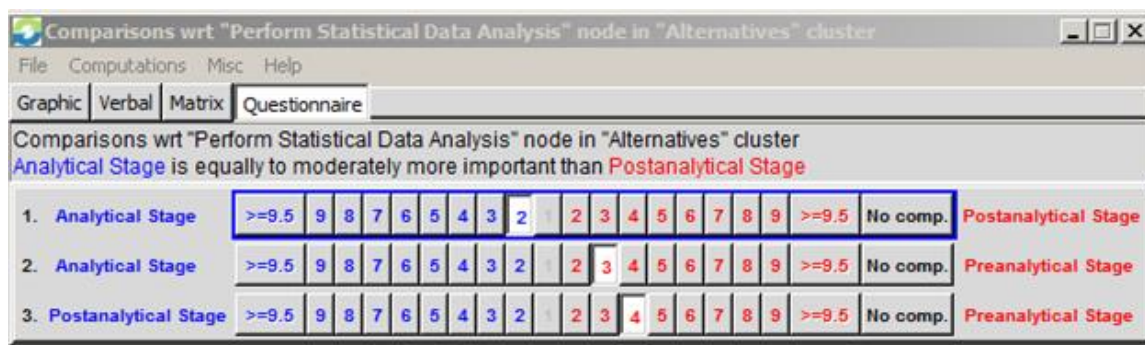 Comparisons wrt "Perform Statistical Data Analysis" node in "Alternatives" cluster
File Computations Misc Help
Graphic Verbal Matrix Questionnaire
Comparisons wrt "Perform Statistical Data Analysis" node in "Alternatives" cluster
Analytical Stage is equally to moderately more important than Postanalytical Stage
1. Analytical Stage >=9.5 9 8 7 6 5 4 3 2 1 2 3 4 5 6 7 8 9 >=9.5 No comp. Postanalytical Stage
2. Analytical Stage >=9.5 9 8 7 6 5 4 3 2 1 2 3 4 5 6 7 8 9 >=9.5 No comp. Preanalytical Stage
3. Postanalytical Stage >=9.5 9 8 7 6 5 4 3 2 1 2 3 4 5 6 7 8 9 >=9.5 No comp. Preanalytical Stage